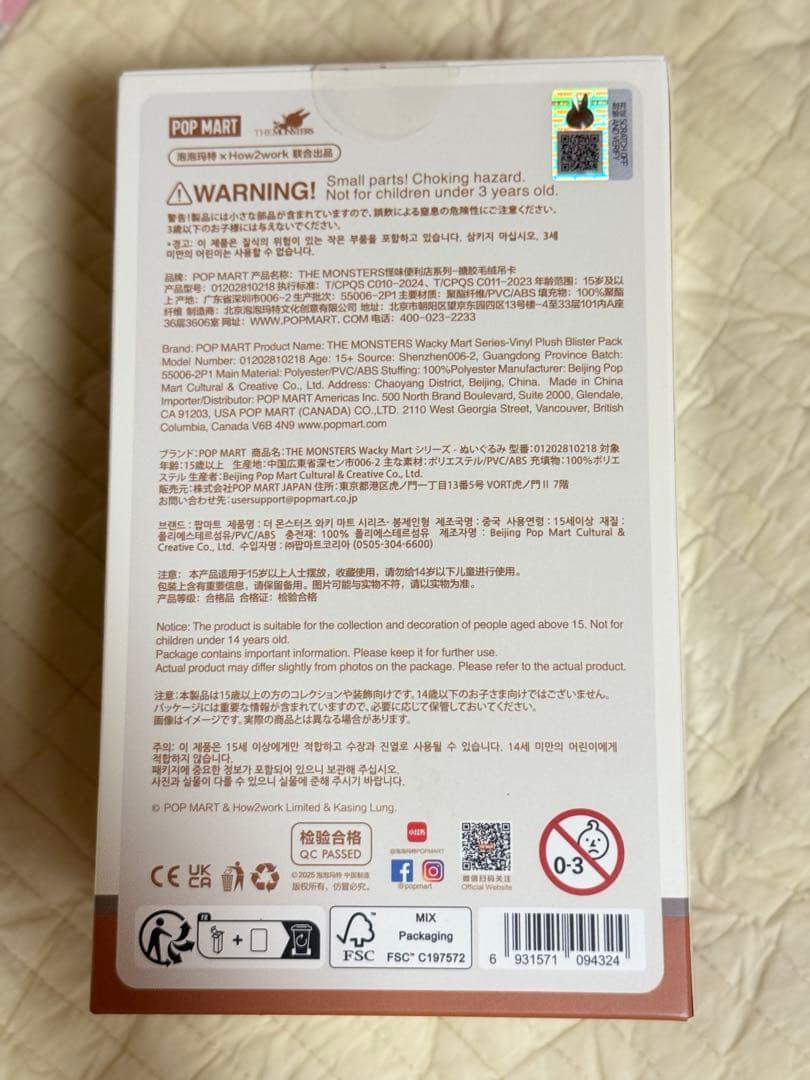 POP MART
THE MONSTERS
泡泡玛特 × How2work 联合出品
开证验伪
SCRATCH OFF
AND VERIFY
WARNING!
Small parts! Choking hazard.
Not for children under 3 years old.
警告!製品には小さな部品が含まれていますので、誤飲による窒息の危険性にご注意ください。
3歳以下のお子様には与えないでください。
*경고: 이 제품은 질식의 위험이 있는 작은 부품을 포함하고 있습니다. 삼키지 마십시오, 3세
미만의 어린이는 사용할 수 없습니다.
品牌: POP MART 产品名称: THE MONSTERS怪味便利店系列-搪胶毛绒吊卡
产品型号: 01202810218 执行标准: T/CPQS C010-2024、T/CPQS C011-2023 年龄范围: 15岁及以
上 产地: 广东省深圳市006-2 生产批次: 55006-2P1 主要材质: 聚酯纤维/PVC/ABS 填充物: 100%聚酯
纤维 制造商: 北京泡泡玛特文化创意有限公司 地址: 北京市朝阳区望京东园四区13号楼-4至33层101内A座
36层3606室 网址: WWW.POPMART. COM 电话: 400-023-2233
Brand: POP MART Product Name: THE MONSTERS Wacky Mart Series-Vinyl Plush Blister Pack
Model Number: 01202810218 Age: 15+ Source: Shenzhen006-2, Guangdong Province Batch:
55006-2P1 Main Material: Polyester/PVC/ABS Stuffing: 100%Polyester Manufacturer: Beijing Pop
Mart Cultural & Creative Co., Ltd. Address: Chaoyang District, Beijing, China. Made in China
Importer/Distributor: POP MART Americas Inc. 500 North Brand Boulevard, Suite 2000, Glendale,
CA 91203, USA POP MART (CANADA) CO.,LTD. 2110 West Georgia Street, Vancouver, British
Columbia, Canada V6B 4N9 www.popmart.com
ブランド:POP MART 商品名:THE MONSTERS Wacky Mart シリーズ - ぬいぐるみ 型番:01202810218 対象
年齢:15歳以上 生産地:中国広東省深セン市006-2 主な素材:ポリエステル/PVC/ABS 充填物:100%ポリエ
ステル 生産者:Beijing Pop Mart Cultural & Creative Co., Ltd.
販売元:株式会社POP MART JAPAN 住所:東京都港区虎ノ門一丁目13番5号 VORT虎ノ門 II 7階
お問い合わせ先:usersupport@popmart.co.jp
브랜드 : 팝마트 제품명 : 더 몬스터즈 와키 마트 시리즈- 봉제인형 제조국명 : 중국 사용연령 : 15세이상 재질 :
폴리에스테르섬유/PVC/ABS 충전재: 100% 폴리에스테르섬유 제조자명 : Beijing Pop Mart Cultural &
Creative Co., Ltd. 수입자명 : ㈜팝마트코리아 (0505-304-6600)
注意: 本产品适用于15岁以上人士摆放，收藏使用，请勿给14岁以下儿童进行使用。
包装上含有重要信息，请保留备用。图片可能与实物不符，请以实物为准。
产品等级: 合格品 合格证: 检验合格
Notice: The product is suitable for the collection and decoration of people aged above 15. Not for
children under 14 years old.
Package contains important information. Please keep it for further use.
Actual product may differ slightly from photos on the package. Please refer to the actual product.
注意:本製品は15歳以上の方のコレクションや装飾向けです。14歳以下のお子さま向けではございません。
パッケージには重要な情報が含まれていますので、必要に応じて保管しておいてください。
画像はイメージです。実際の商品とは異なる場合があります。
주의: 이 제품은 15세 이상에게만 적합하고 수장과 진열로 사용될 수 있습니다. 14세 미만의 어린이에게
적합하지 않습니다.
패키지에 중요한 정보가 포함되어 있으니 보관해 주십시오.
사진과 실물이 다를 수 있으니 실물에 준해 주시기 바랍니다.
© POP MART & How2work Limited & Kasing Lung.
检验合格
QC PASSED
小红书
@泡泡玛特POPMART
@popmart
微信扫码关注
Official Website
0-3
CE
UK
CA
©2025 泡泡玛特 中国制造
版权所有，仿冒必究。
FR
+
FSC
MIX
Packaging
FSC™ C197572
6 931571 094324